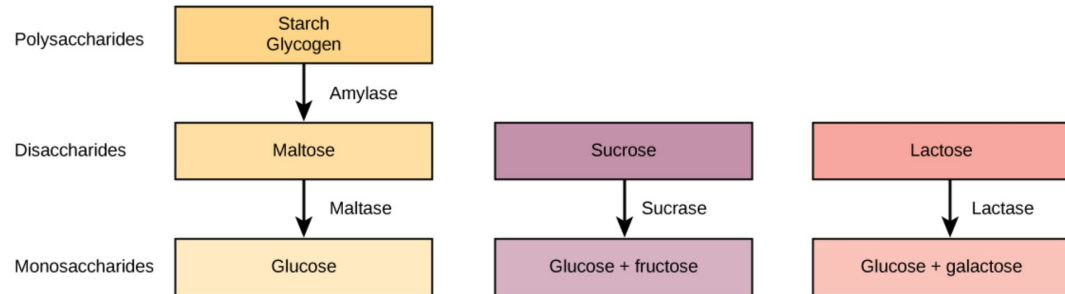 Polysaccharides
Starch
Glycogen
Amylase
Disaccharides
Maltose
Sucrose
Lactose
Maltase
Sucrase
Lactase
Monosaccharides
Glucose
Glucose + fructose
Glucose + galactose